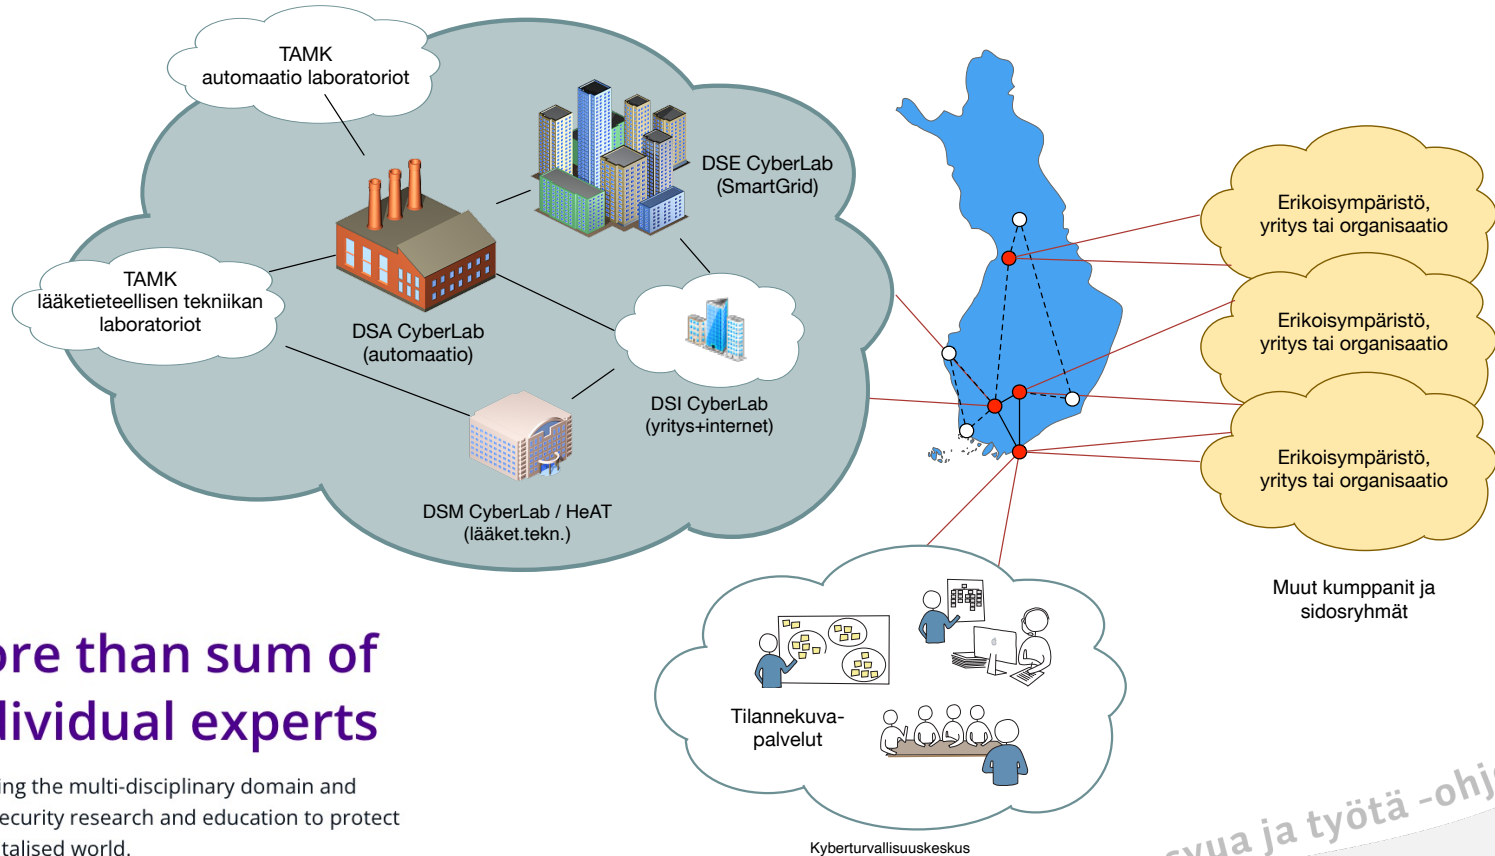 TAMK
automaatio laboratoriot
DSE CyberLab
(SmartGrid)
TAMK
lääketieteellisen tekniikan
laboratoriot
DSA CyberLab
(automaatio)
DSI CyberLab
(yritys+internet)
DSM CyberLab / HeAT
(lääket.tekn.)
Erikoisympäristö,
yritys tai organisaatio
Erikoisympäristö,
yritys tai organisaatio
Erikoisympäristö,
yritys tai organisaatio
Muut kumppanit ja
sidosryhmät
Tilannekuva-
palvelut
Kyberturvallisuuskeskus
ore than sum of
dividual experts
ing the multi-disciplinary domain and
ecurity research and education to protect
talised world.
ja työtä -ohj